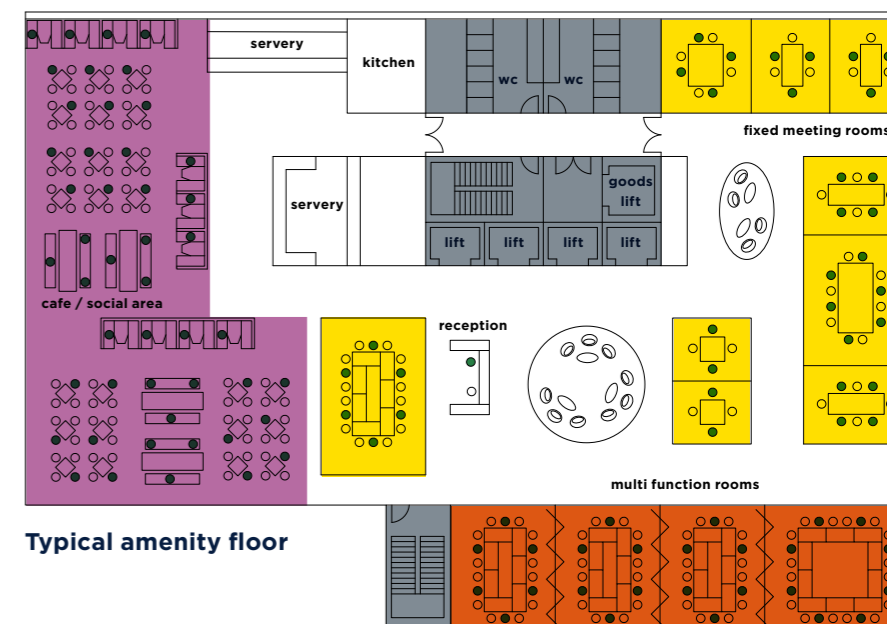 servery
kitchen
wc
wc
fixed meeting rooms
goods
lift
servery
lift
lift
lift
lift
cafe / social area
reception
multi function rooms
Typical amenity floor